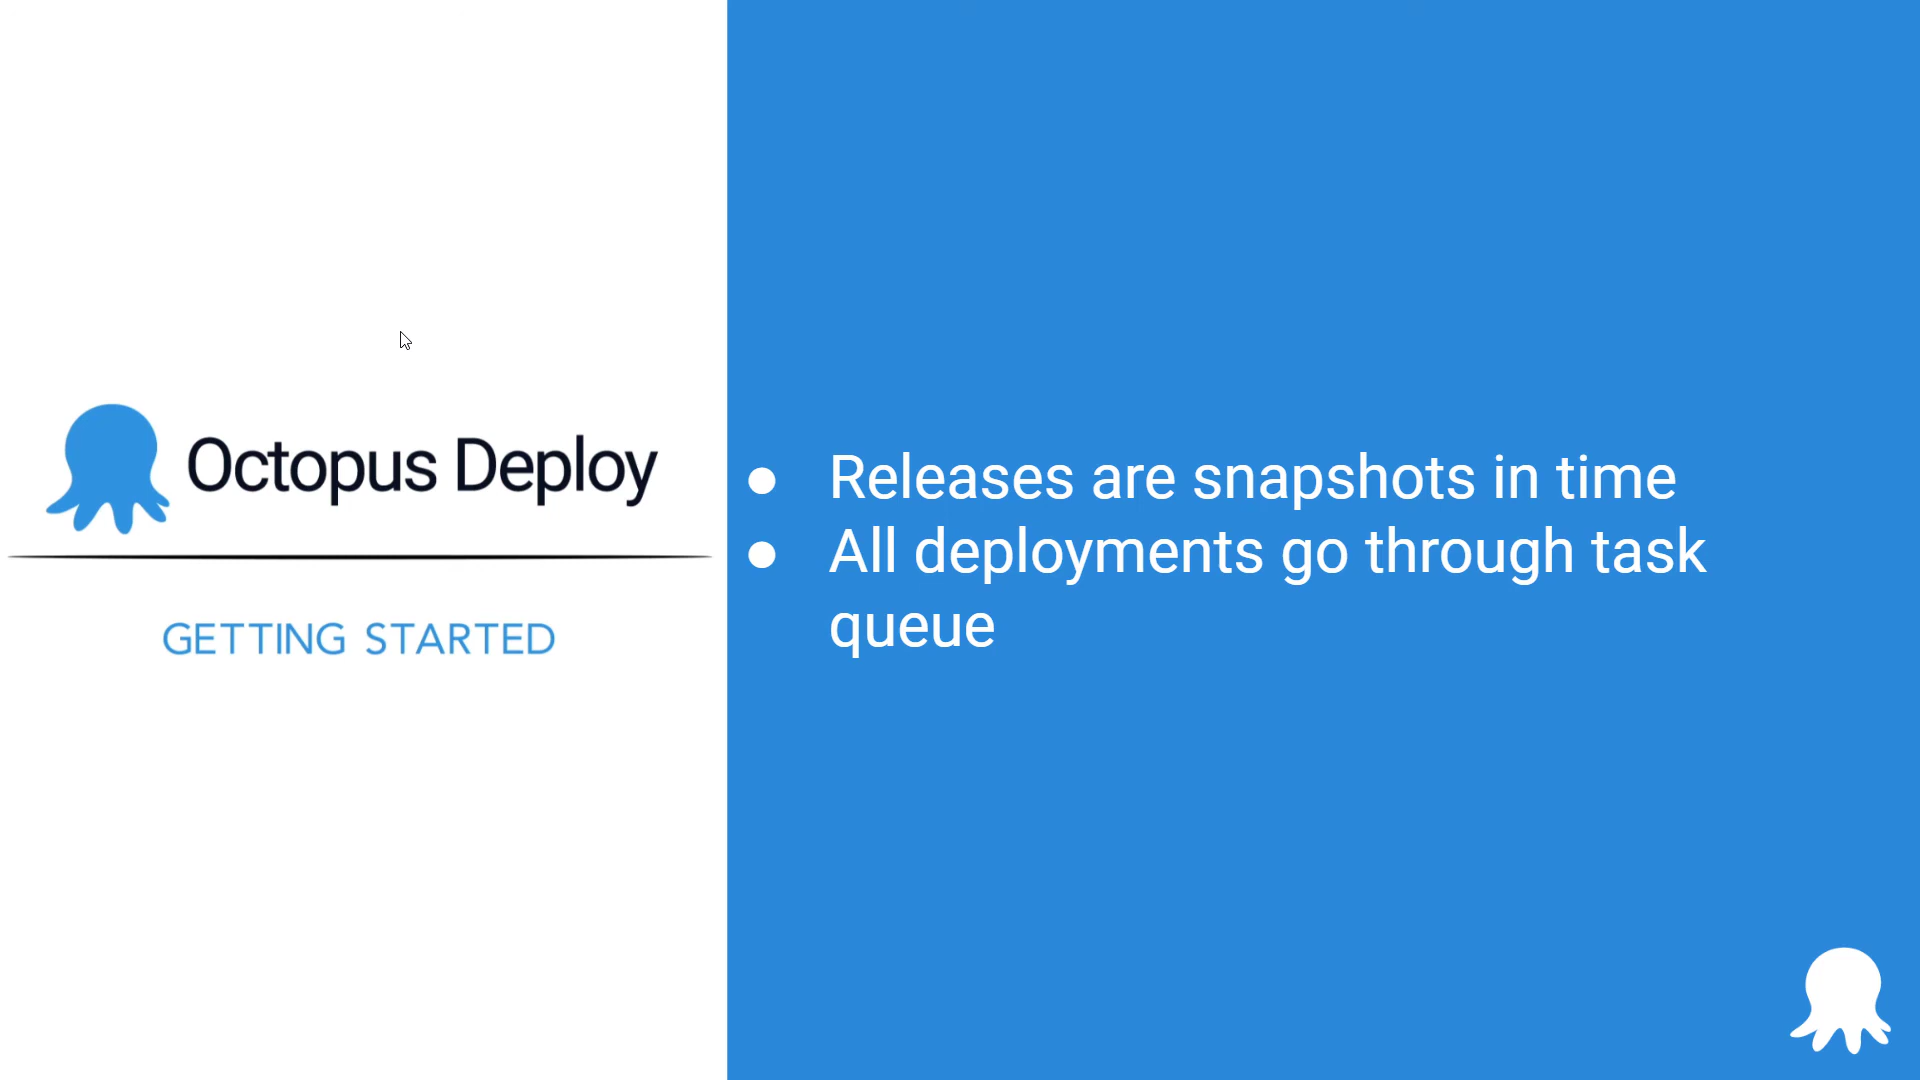 Octopus Deploy
GETTING STARTED
● Releases are snapshots in time
● All deployments go through task
queue